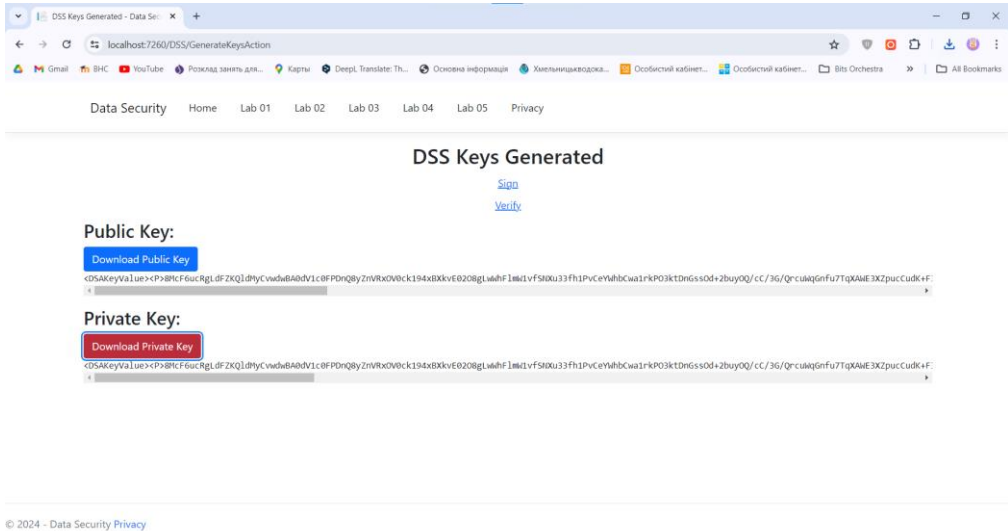 DSS Keys Generated - Data Sec
localhost:7260/DSS/GenerateKeysAction
Gmail BHC YouTube Розклад занять для... Карты DeepL Translate: Th... Основна інформація Хмельницькводока... Особистий кабінет... Особистий кабінет... Bits Orchestra » All Bookmarks
Data Security Home Lab 01 Lab 02 Lab 03 Lab 04 Lab 05 Privacy
DSS Keys Generated
Sign
Verify
Public Key:
Download Public Key
<DSAKeyValue><P>
Private Key:
Download Private Key
<DSAKeyValue><P>
© 2024 - Data Security Privacy